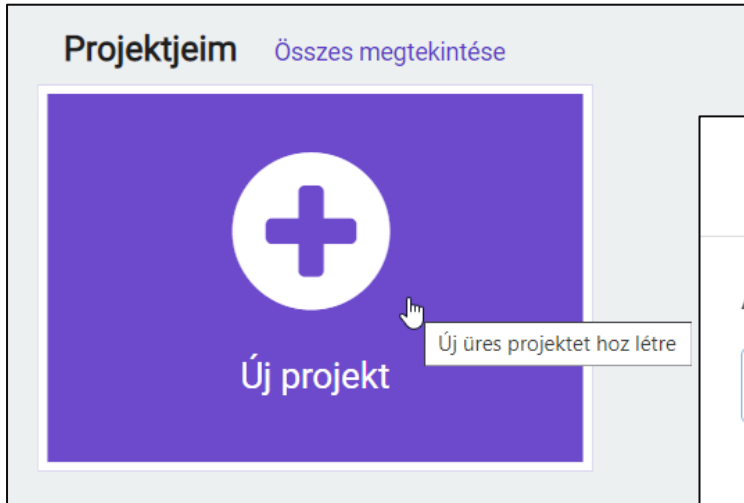 Projektjeim Összes megtekintése
Új üres projektet hoz létre
Új projekt